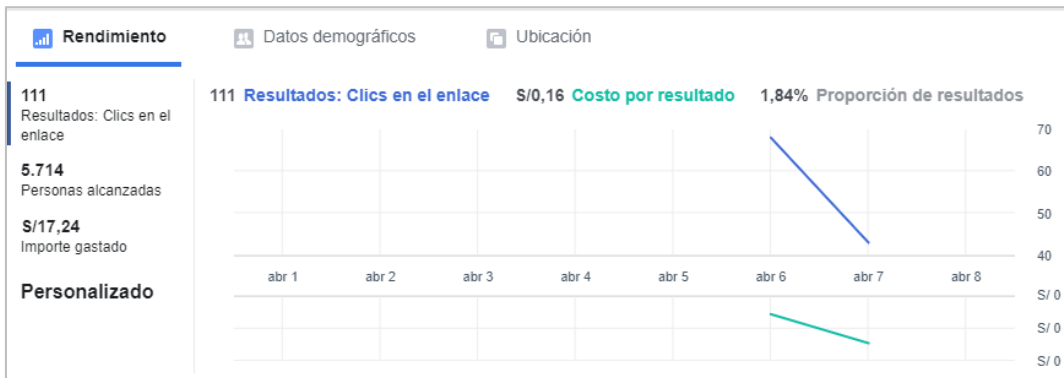 Rendimiento
Datos demográficos
Ubicación
111
Resultados: Clics en el
enlace
5.714
Personas alcanzadas
S/17,24
Importe gastado
Personalizado
111 Resultados: Clics en el enlace
S/0,16 Costo por resultado
1,84% Proporción de resultados
70
60
50
40
abr 1
abr 2
abr 3
abr 4
abr 5
abr 6
abr 7
abr 8
S/ 0
S/ 0
S/ 0